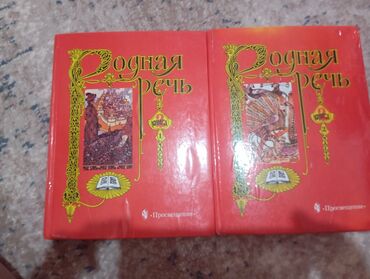 Родная
речь
«Просвещение»
Родная
речь
«Просвещение»